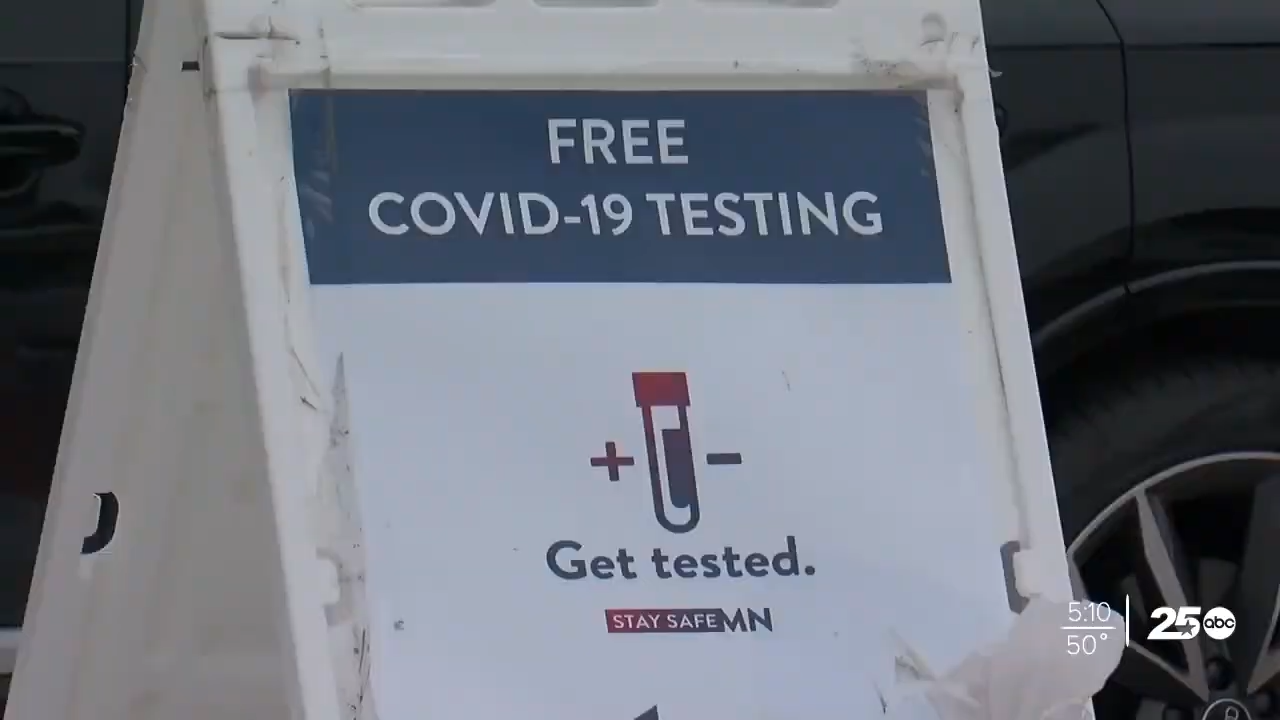 FREE
COVID-19 TESTING
+ -
Get tested.
STAY SAFE MN
5:10
50°
25 abc